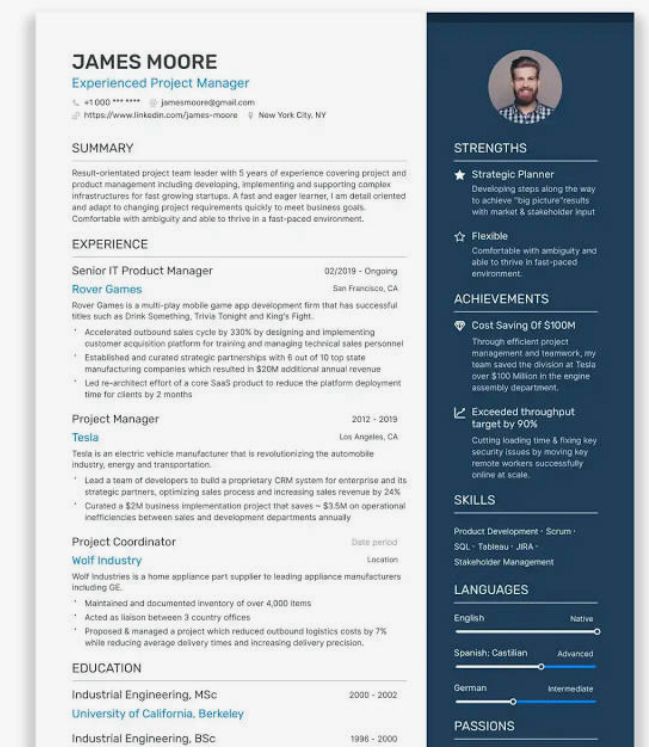 JAMES MOORE
Experienced Project Manager
+1 000 *** **** jamesmoore@gmail.com
https://www.linkedin.com/james-moore New York City, NY
SUMMARY
Result-orientated project team leader with 5 years of experience covering project and
product management including developing, implementing and supporting complex
infrastructures for fast growing startups. A fast and eager learner, I am detail oriented
and adapt to changing project requirements quickly to meet business goals.
Comfortable with ambiguity and able to thrive in a fast-paced environment.
EXPERIENCE
Senior IT Product Manager 02/2019 - Ongoing
Rover Games San Francisco, CA
Rover Games is a multi-play mobile game app development firm that has successful
titles such as Drink Something, Trivia Tonight and King's Fight.
Accelerated outbound sales cycle by 330% by designing and implementing
customer acquisition platform for training and managing technical sales personnel
Established and curated strategic partnerships with 6 out of 10 top state
manufacturing companies which resulted in $20M additional annual revenue
Led re-architect effort of a core SaaS product to reduce the platform deployment
time for clients by 2 months
Project Manager 2012 - 2019
Tesla Los Angeles, CA
Tesla is an electric vehicle manufacturer that is revolutionizing the automobile
industry, energy and transportation.
Lead a team of developers to build a proprietary CRM system for enterprise and its
strategic partners, optimizing sales process and increasing sales revenue by 24%
Curated a $2M business implementation project that saves ~ $3.5M on operational
inefficiencies between sales and development departments annually
Project Coordinator Date period
Wolf Industry Location
Wolf Industries is a home appliance part supplier to leading appliance manufacturers
including GE.
Maintained and documented inventory of over 4,000 items
Acted as liaison between 3 country offices
Proposed & managed a project which reduced outbound logistics costs by 7%
while reducing average delivery times and increasing delivery precision.
EDUCATION
Industrial Engineering, MSc 2000 - 2002
University of California, Berkeley
Industrial Engineering, BSc 1996 - 2000
STRENGTHS
Strategic Planner
Developing steps along the way
to achieve "big picture"results
with market & stakeholder input
Flexible
Comfortable with ambiguity and
able to thrive in fast-paced
environment.
ACHIEVEMENTS
Cost Saving Of $100M
Through efficient project
management and teamwork, my
team saved the division at Tesla
over $100 Million in the engine
assembly department.
Exceeded throughput
target by 90%
Cutting loading time & fixing key
security issues by moving key
remote workers successfully
online at scale.
SKILLS
Product Development · Scrum ·
SQL · Tableau · JIRA ·
Stakeholder Management
LANGUAGES
English Native
Spanish; Castilian Advanced
German Intermediate
PASSIONS